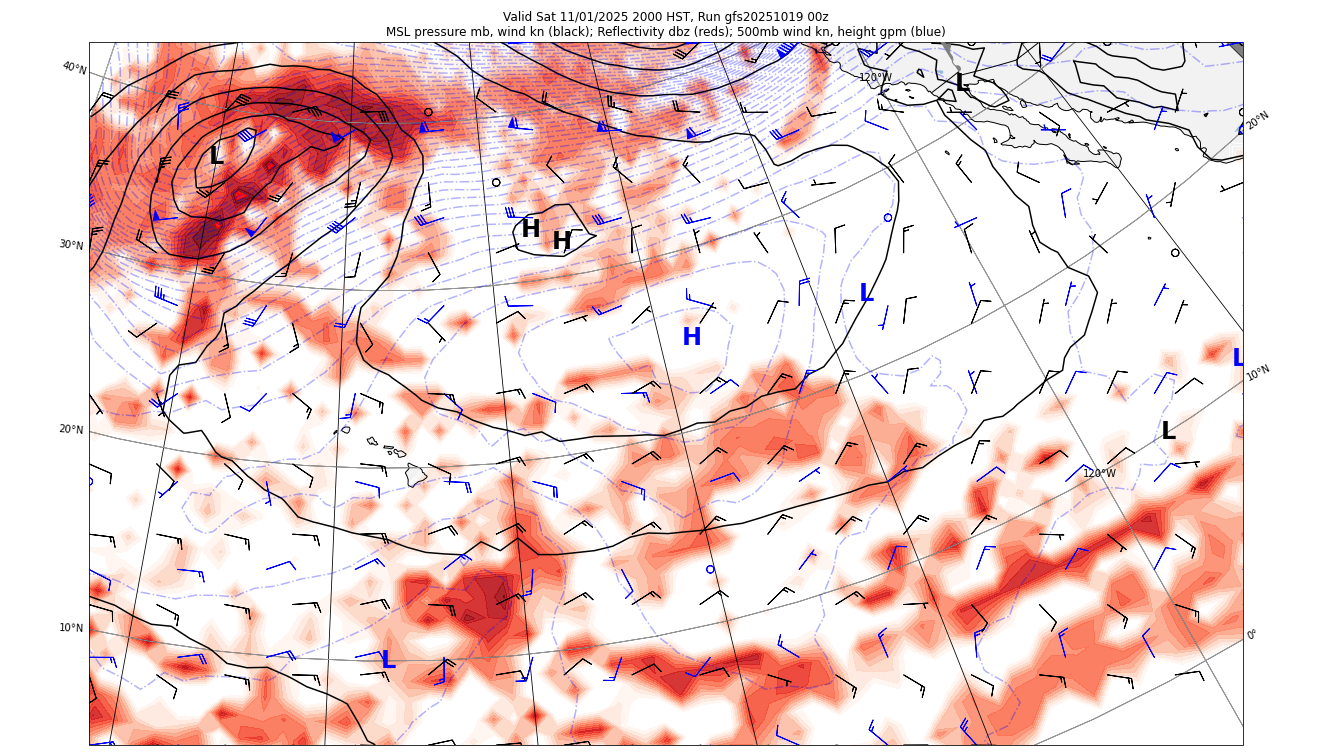 Valid Sat 11/01/2025 2000 HST, Run gfs20251019 00z
MSL pressure mb, wind kn (black); Reflectivity dbz (reds); 500mb wind kn, height gpm (blue)
40°N
120°W
L
20°N
L
30°N
H
H
L
H
L
10°N
20°N
L
120°W
10°N
0°
L